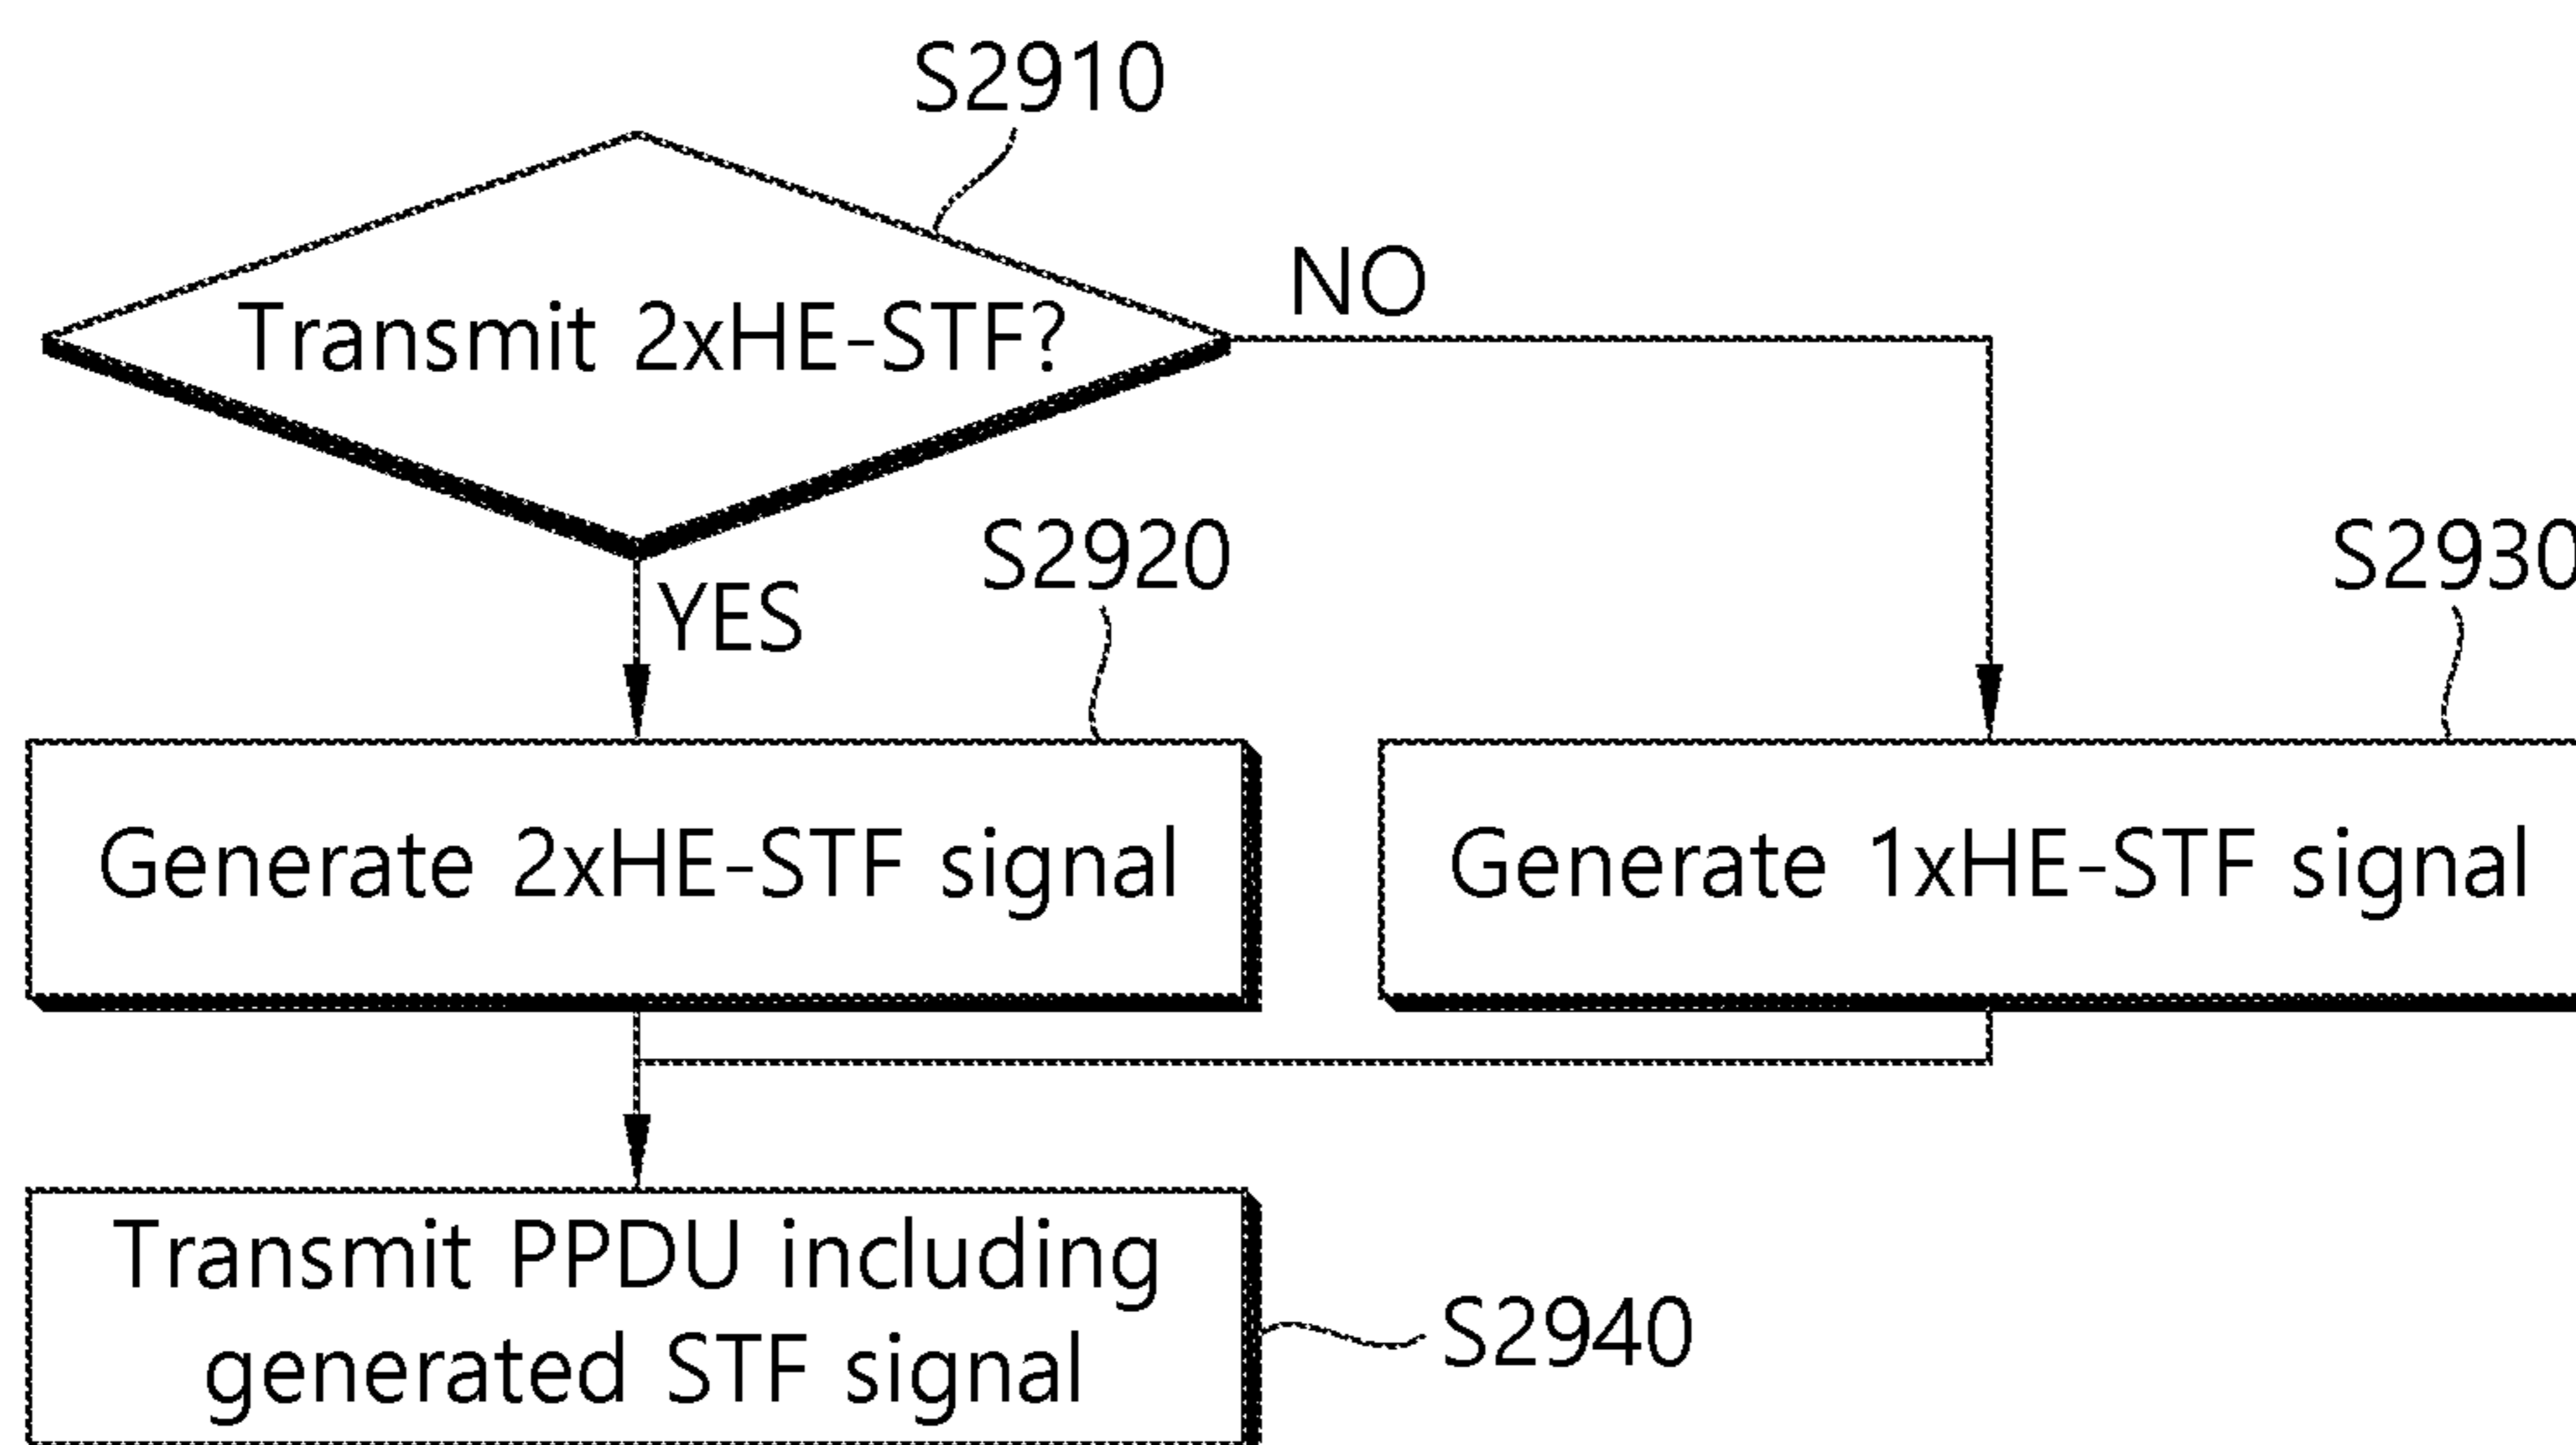 S2910
Transmit 2xHE-STF?
NO
YES
S2920
S2930
Generate 2xHE-STF signal
Generate 1xHE-STF signal
Transmit PPDU including
generated STF signal
S2940